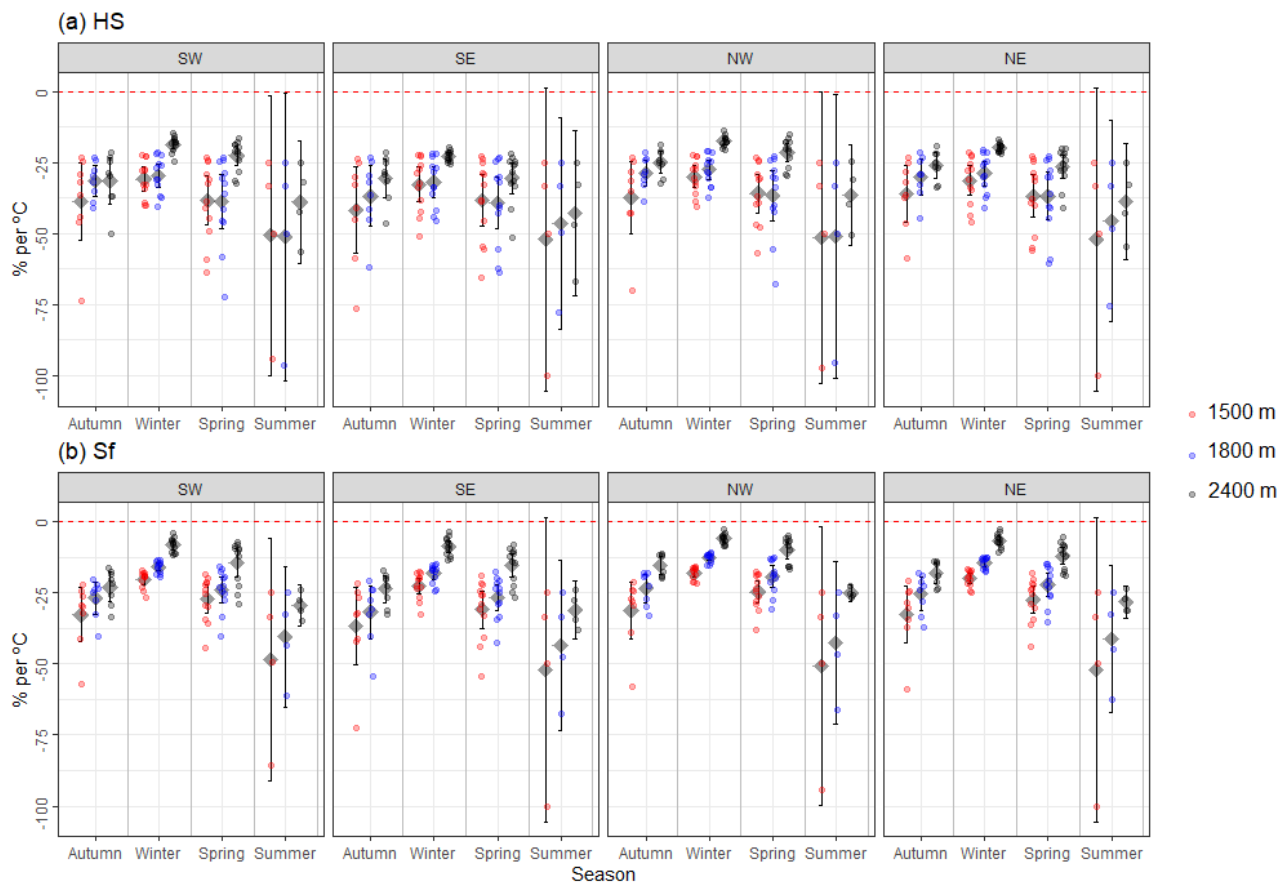 (a) HS
SW SE NW NE
0
-25
-50
-75
-100
% per °C
Autumn Winter Spring Summer Autumn Winter Spring Summer Autumn Winter Spring Summer Autumn Winter Spring Summer
1500 m
1800 m
2400 m
(b) Sf
SW SE NW NE
0
-25
-50
-75
-100
% per °C
Autumn Winter Spring Summer Autumn Winter Spring Summer Autumn Winter Spring Summer Autumn Winter Spring Summer
Season